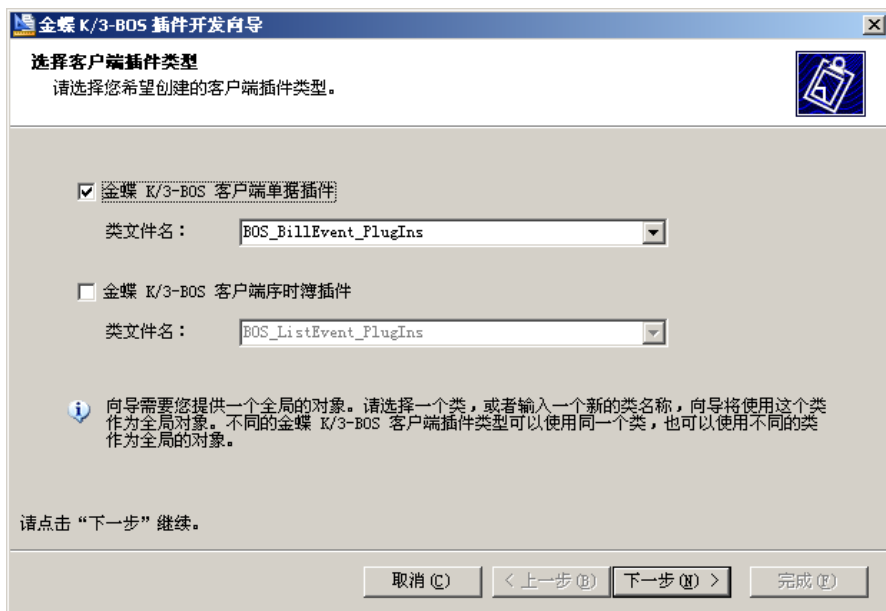 金蝶 K/3-BOS 插件开发向导
选择客户端插件类型
请选择您希望创建的客户端插件类型。
金蝶 K/3-BOS 客户端单据插件
类文件名： BOS_BillEvent_PlugIns
金蝶 K/3-BOS 客户端序时簿插件
类文件名： BOS_ListEvent_PlugIns
向导需要您提供一个全局的对象。请选择一个类，或者输入一个新的类名称，向导将使用这个类
作为全局对象。不同的金蝶 K/3-BOS 客户端插件类型可以使用同一个类，也可以使用不同的类
作为全局的对象。
请点击“下一步”继续。
取消(C) < 上一步(B) 下一步(N) > 完成(F)